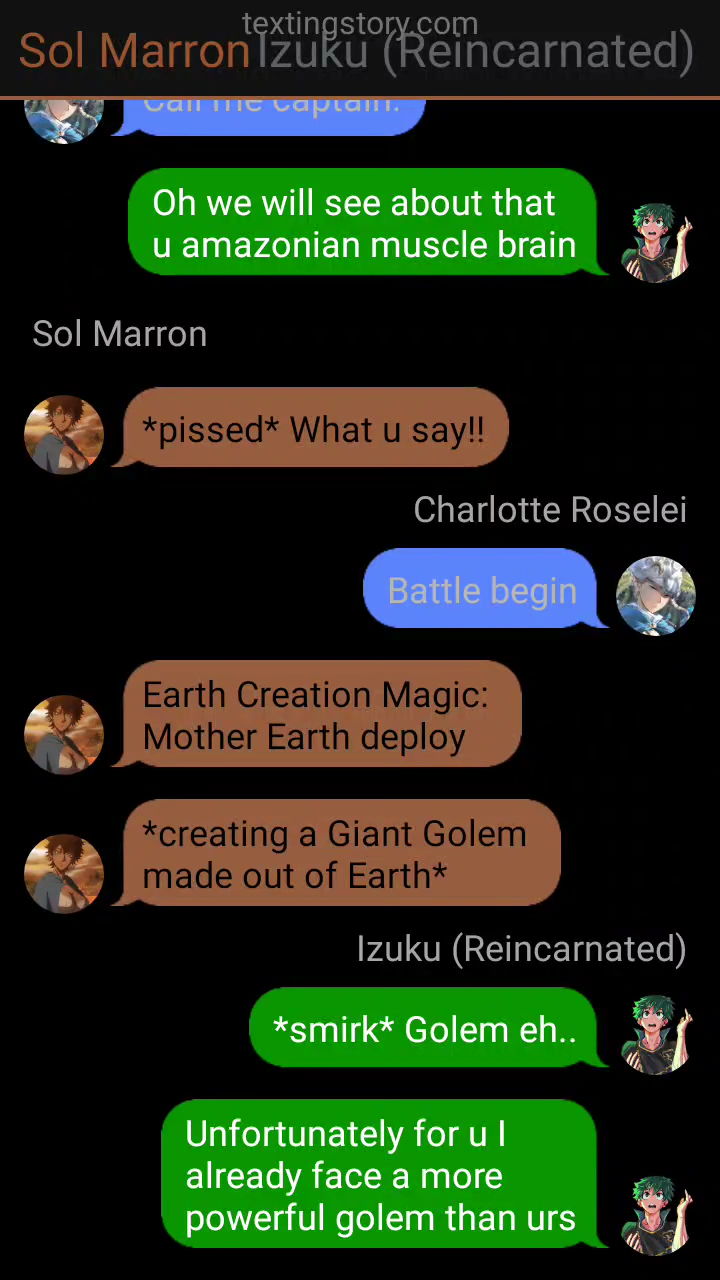 textingstory.com
Sol Marron Izuku (Reincarnated)
Call me captain.
Oh we will see about that
u amazonian muscle brain
Sol Marron
*pissed* What u say!!
Charlotte Roselei
Battle begin
Earth Creation Magic:
Mother Earth deploy
*creating a Giant Golem
made out of Earth*
Izuku (Reincarnated)
*smirk* Golem eh..
Unfortunately for u I
already face a more
powerful golem than urs